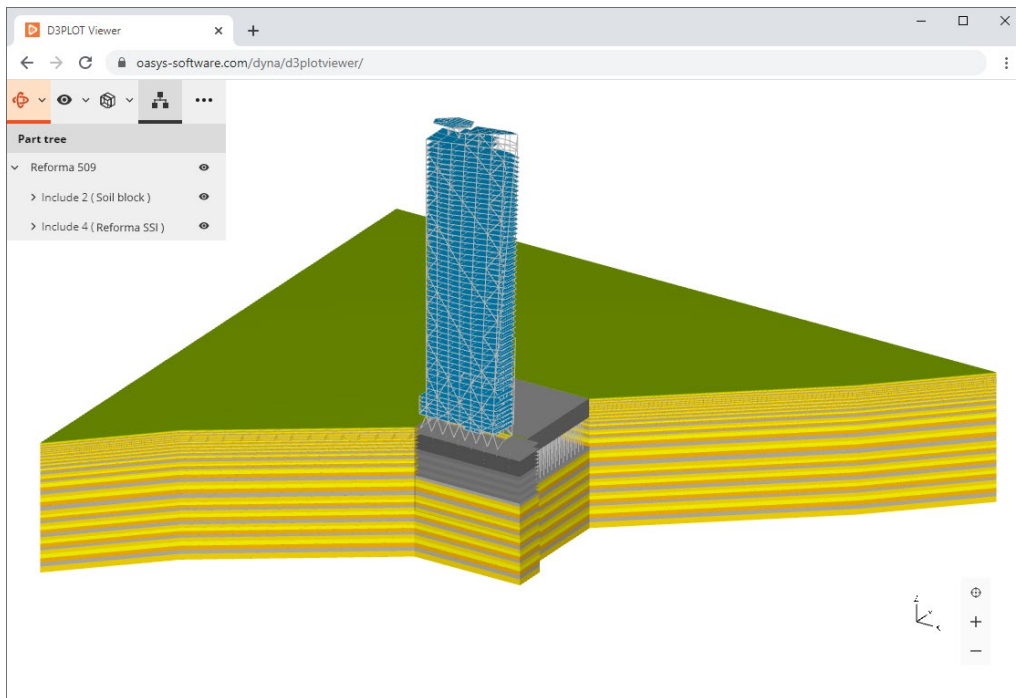 D3PLOT Viewer
oasys-software.com/dyna/d3plotviewer/
Part tree
Reforma 509
Include 2 ( Soil block )
Include 4 ( Reforma SSI )
Z
Y
X